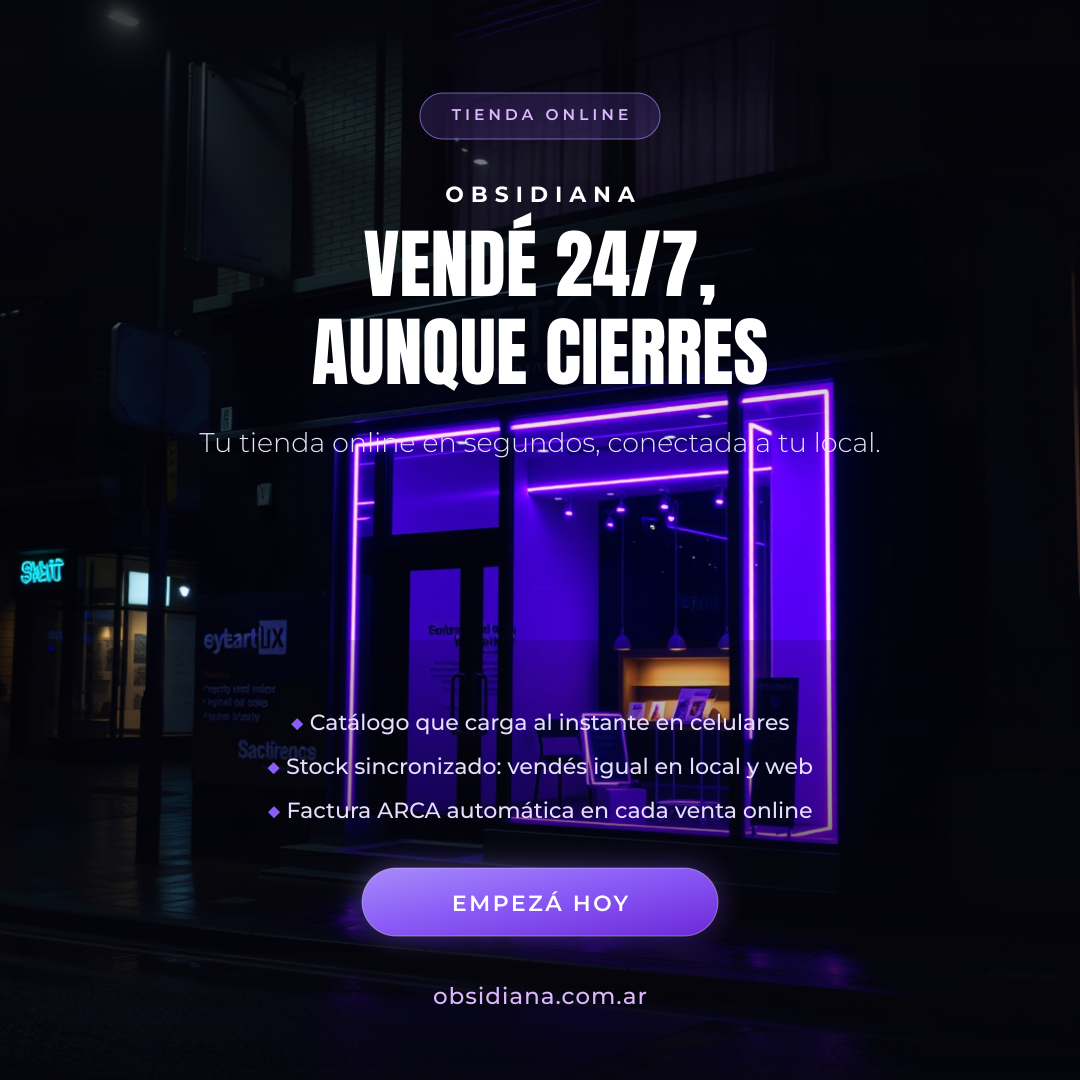 TIENDA ONLINE
OBSIDIANA
VENDÉ 24/7,
AUNQUE CIERRES
Tu tienda online en segundos, conectada a tu local.
◆ Catálogo que carga al instante en celulares
◆ Stock sincronizado: vendés igual en local y web
◆ Factura ARCA automática en cada venta online
EMPEZÁ HOY
obsidiana.com.ar